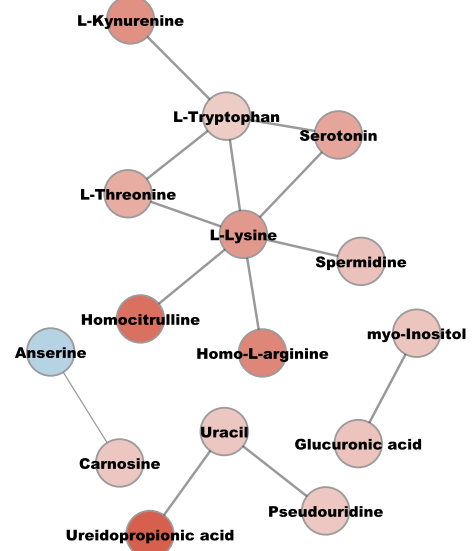 L-Kynurenine
L-Tryptophan
Serotonin
L-Threonine
L-Lysine
Spermidine
Homocitrulline
myo-Inositol
Anserine
Homo-L-arginine
Uracil
Glucuronic acid
Carnosine
Pseudouridine
Ureidopropionic acid